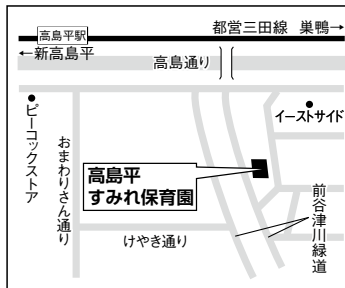 都営三田線 巣鴨→
高島平駅
←新高島平
高島通り
イーストサイド
ピーコックストア
おまわりさん通り
高島平
すみれ保育園
前谷津川緑道
けやき通り